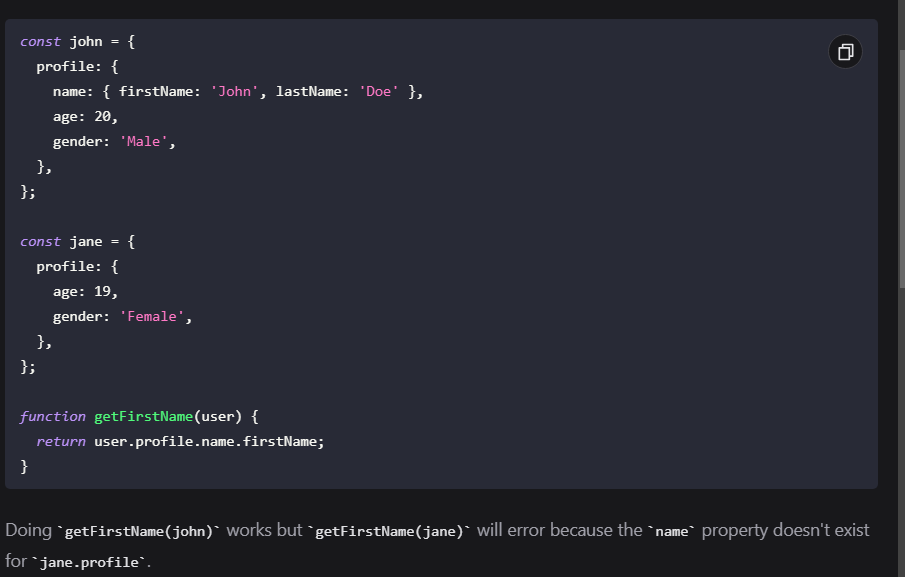 const john = {
  profile: {
    name: { firstName: 'John', lastName: 'Doe' },
    age: 20,
    gender: 'Male',
  },
};

const jane = {
  profile: {
    age: 19,
    gender: 'Female',
  },
};

function getFirstName(user) {
  return user.profile.name.firstName;
}

Doing `getFirstName(john)` works but `getFirstName(jane)` will error because the `name` property doesn't exist
for `jane.profile`.